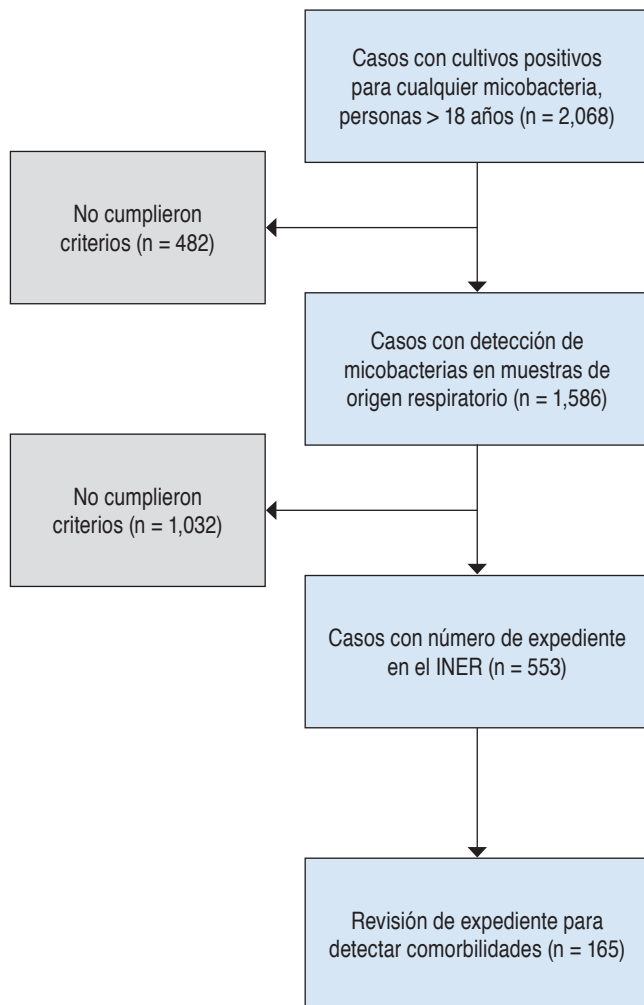 Casos con cultivos positivos
para cualquier micobacteria,
personas > 18 años (n = 2,068)
No cumplieron
criterios (n = 482)
Casos con detección de
micobacterias en muestras de
origen respiratorio (n = 1,586)
No cumplieron
criterios (n = 1,032)
Casos con número de expediente
en el INER (n = 553)
Revisión de expediente para
detectar comorbilidades (n = 165)